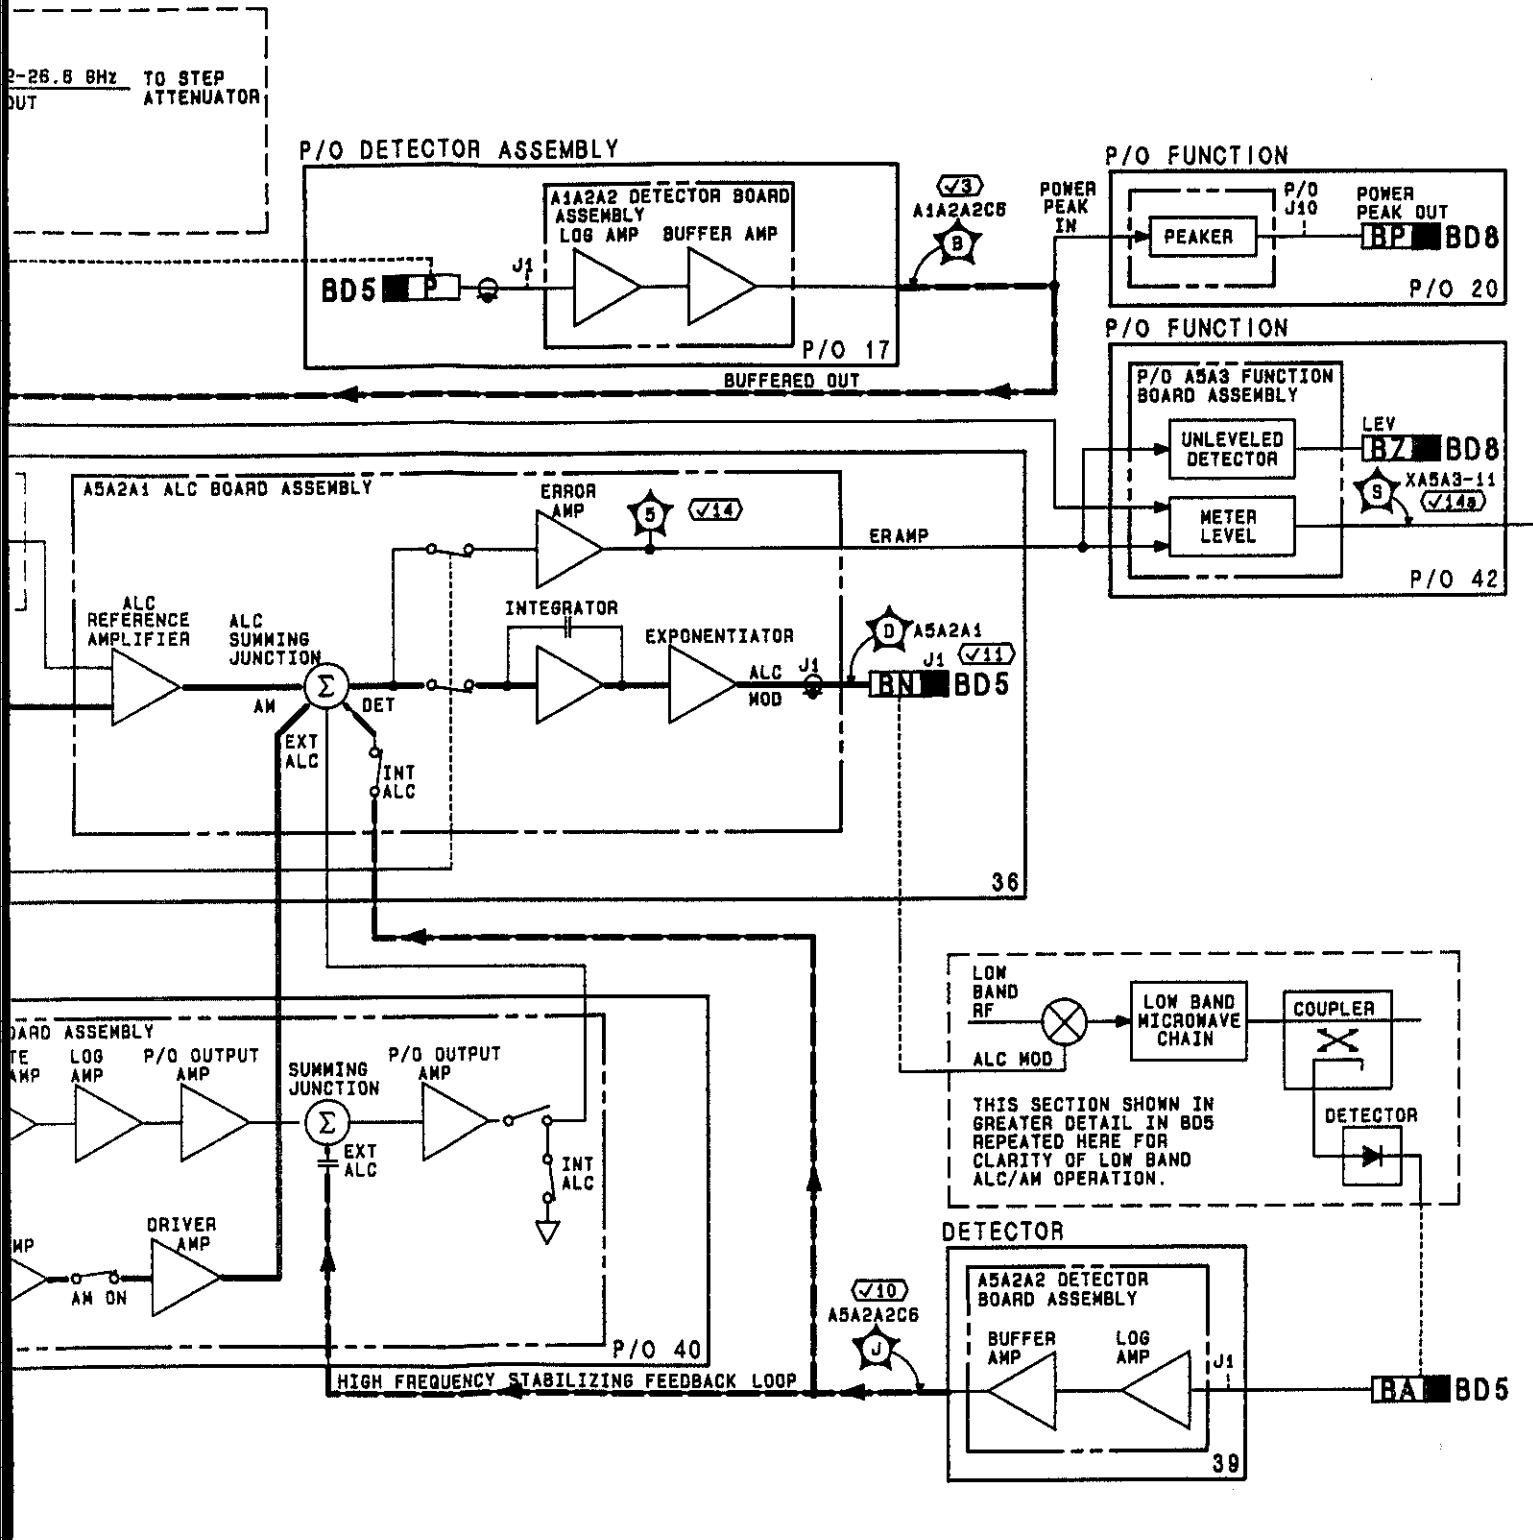 2-26.6 GHz
OUT
TO STEP
ATTENUATOR
P/O DETECTOR ASSEMBLY
A1A2A2 DETECTOR BOARD
ASSEMBLY
LOG AMP
BUFFER AMP
BD5
P
J1
P/O 17
√3
A1A2A2C6
B
POWER
PEAK
IN
P/O FUNCTION
PEAKER
P/O
J10
POWER
PEAK OUT
BP
BD8
P/O 20
BUFFERED OUT
P/O FUNCTION
P/O A5A3 FUNCTION
BOARD ASSEMBLY
UNLEVELED
DETECTOR
LEV
BZ
BD8
METER
LEVEL
S
XA5A3-11
√14a
P/O 42
A5A2A1 ALC BOARD ASSEMBLY
ERROR
AMP
5
√14
ERAMP
ALC
REFERENCE
AMPLIFIER
ALC
SUMMING
JUNCTION
Σ
AM
DET
EXT
ALC
INT
ALC
INTEGRATOR
EXPONENTIATOR
ALC
MOD
J1
D
A5A2A1
J1
√11
BN
BD5
36
LOW
BAND
RF
ALC MOD
LOW BAND
MICROWAVE
CHAIN
COUPLER
DETECTOR
THIS SECTION SHOWN IN
GREATER DETAIL IN BD5
REPEATED HERE FOR
CLARITY OF LOW BAND
ALC/AM OPERATION.
OARD ASSEMBLY
TE
AMP
LOG
AMP
P/O OUTPUT
AMP
SUMMING
JUNCTION
Σ
EXT
ALC
P/O OUTPUT
AMP
INT
ALC
MP
AM ON
DRIVER
AMP
P/O 40
HIGH FREQUENCY STABILIZING FEEDBACK LOOP
√10
A5A2A2C6
J
DETECTOR
A5A2A2 DETECTOR
BOARD ASSEMBLY
BUFFER
AMP
LOG
AMP
J1
39
BA
BD5